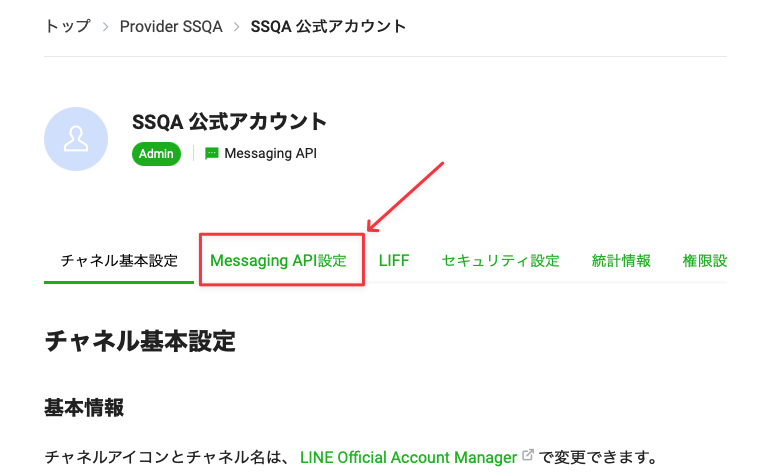 トップ > Provider SSQA > SSQA 公式アカウント
SSQA 公式アカウント
Admin Messaging API
チャネル基本設定 Messaging API設定 LIFF セキュリティ設定 統計情報 権限設
チャネル基本設定
基本情報
チャネルアイコンとチャネル名は、LINE Official Account Manager で変更できます。